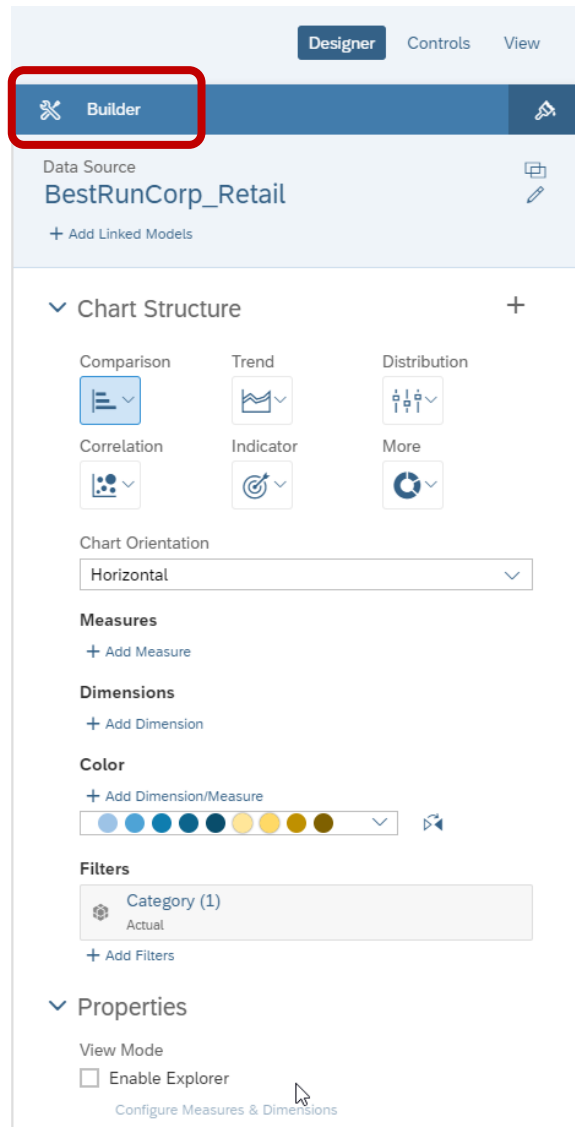 Designer Controls View
Builder
Data Source
BestRunCorp_Retail
+ Add Linked Models
Chart Structure +
Comparison Trend Distribution
Correlation Indicator More
Chart Orientation
Horizontal
Measures
+ Add Measure
Dimensions
+ Add Dimension
Color
+ Add Dimension/Measure
Filters
Category (1)
Actual
+ Add Filters
Properties
View Mode
Enable Explorer
Configure Measures & Dimensions